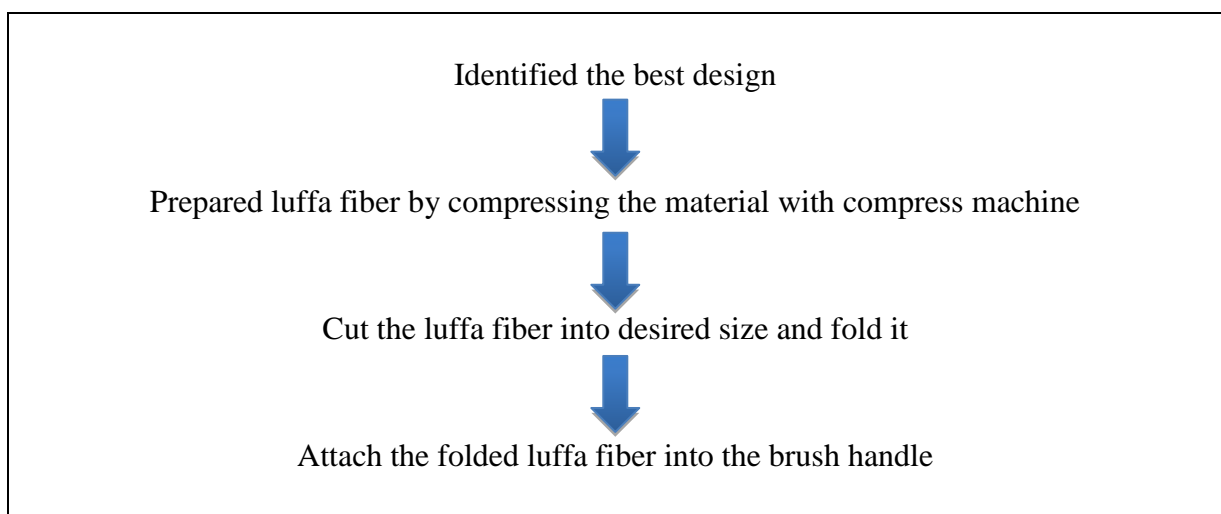 Identified the best design
Prepared luffa fiber by compressing the material with compress machine
Cut the luffa fiber into desired size and fold it
Attach the folded luffa fiber into the brush handle